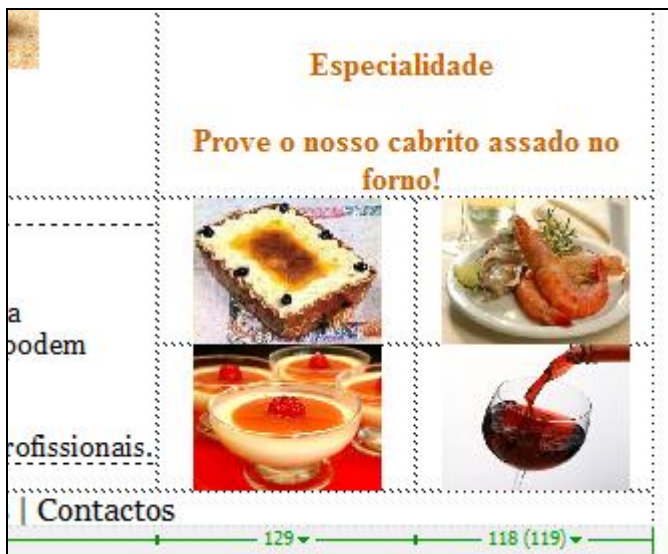 Especialidade
Prove o nosso cabrito assado no
forno!
a
podem
rofissionais.
| Contactos
129
118 (119)